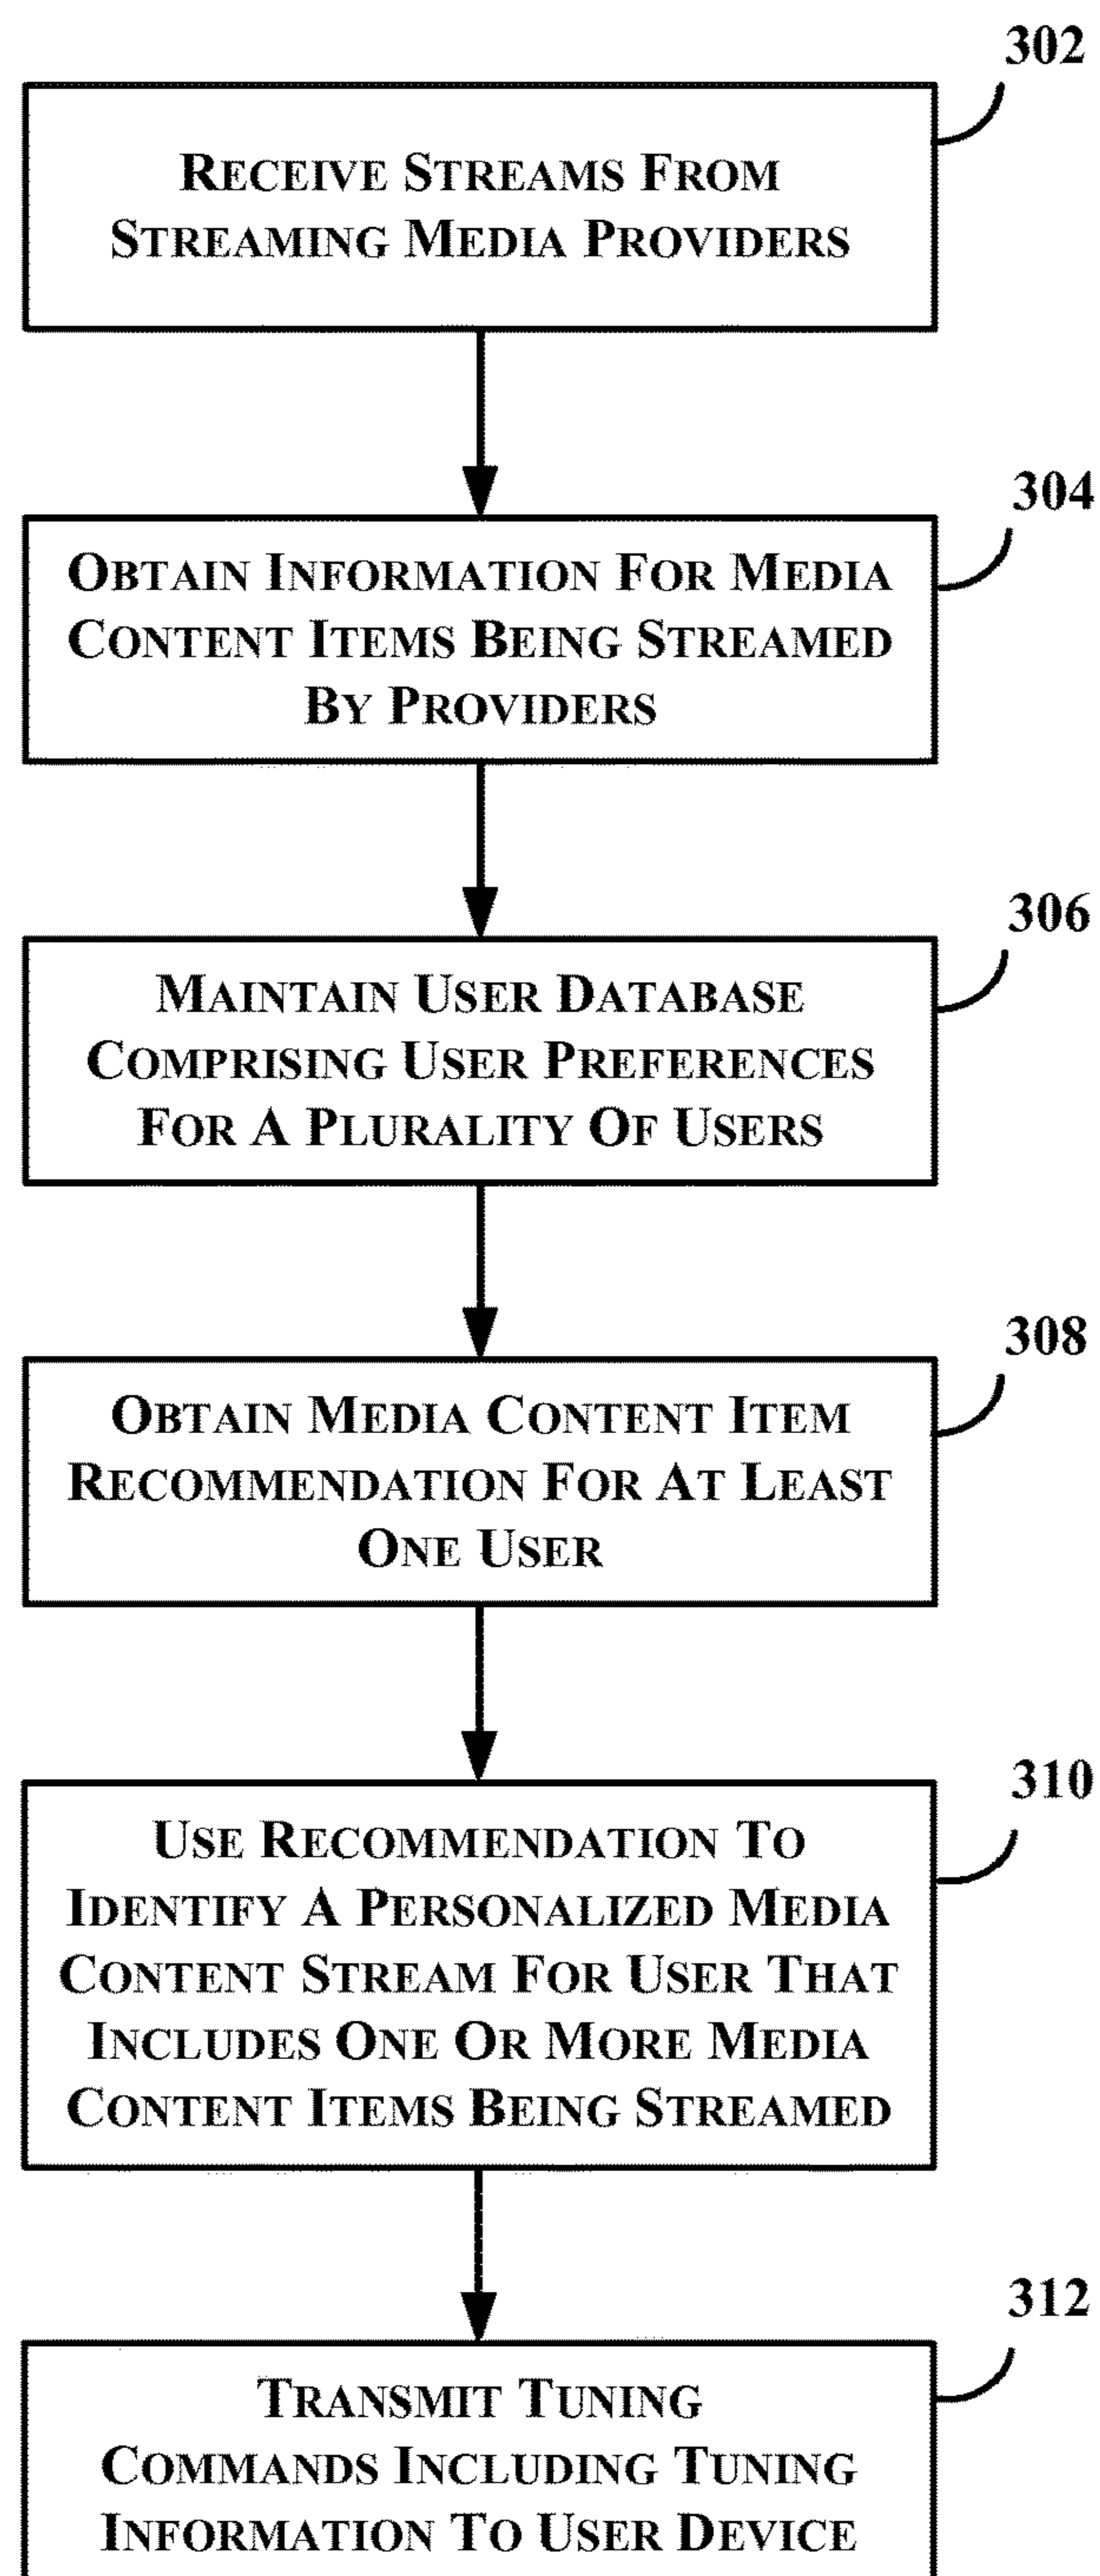 302
RECEIVE STREAMS FROM
STREAMING MEDIA PROVIDERS
304
OBTAIN INFORMATION FOR MEDIA
CONTENT ITEMS BEING STREAMED
BY PROVIDERS
306
MAINTAIN USER DATABASE
COMPRISING USER PREFERENCES
FOR A PLURALITY OF USERS
308
OBTAIN MEDIA CONTENT ITEM
RECOMMENDATION FOR AT LEAST
ONE USER
310
USE RECOMMENDATION TO
IDENTIFY A PERSONALIZED MEDIA
CONTENT STREAM FOR USER THAT
INCLUDES ONE OR MORE MEDIA
CONTENT ITEMS BEING STREAMED
312
TRANSMIT TUNING
COMMANDS INCLUDING TUNING
INFORMATION TO USER DEVICE